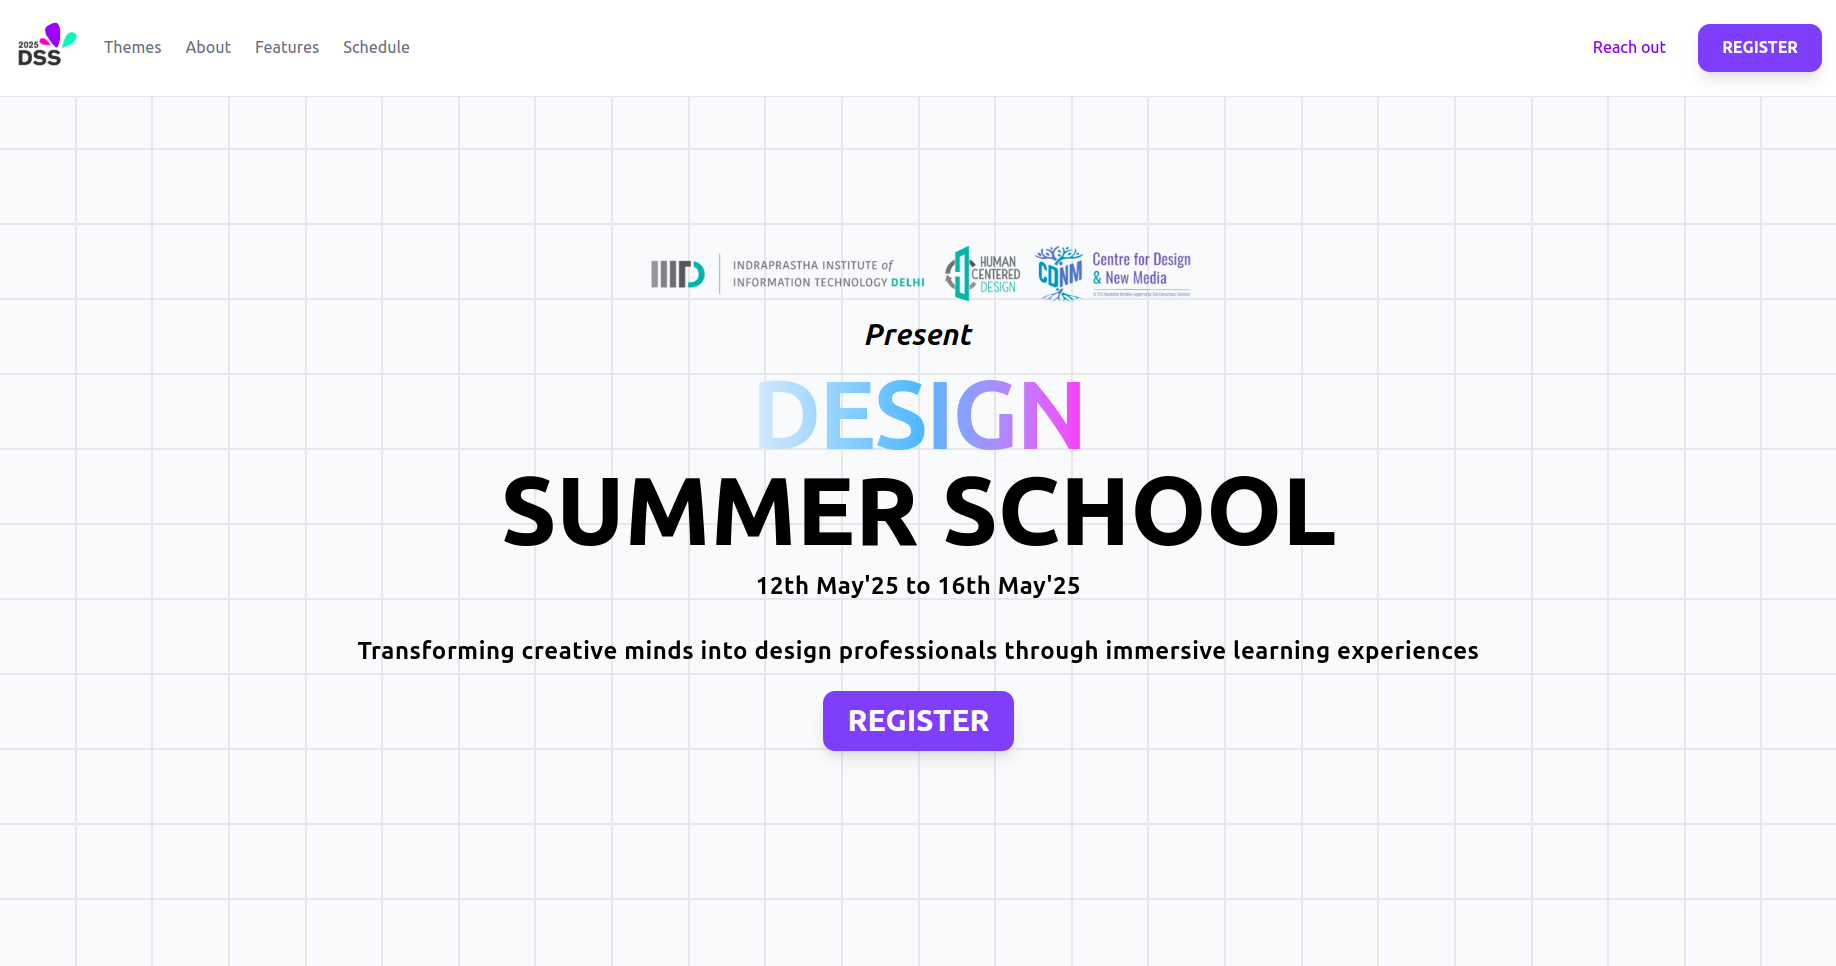 2025
DSS
Themes About Features Schedule
Reach out REGISTER
INDRAPRASTHA INSTITUTE of
INFORMATION TECHNOLOGY DELHI
HUMAN
CENTERED
DESIGN
CDNM
Centre for Design
& New Media
Present
DESIGN
SUMMER SCHOOL
12th May'25 to 16th May'25
Transforming creative minds into design professionals through immersive learning experiences
REGISTER